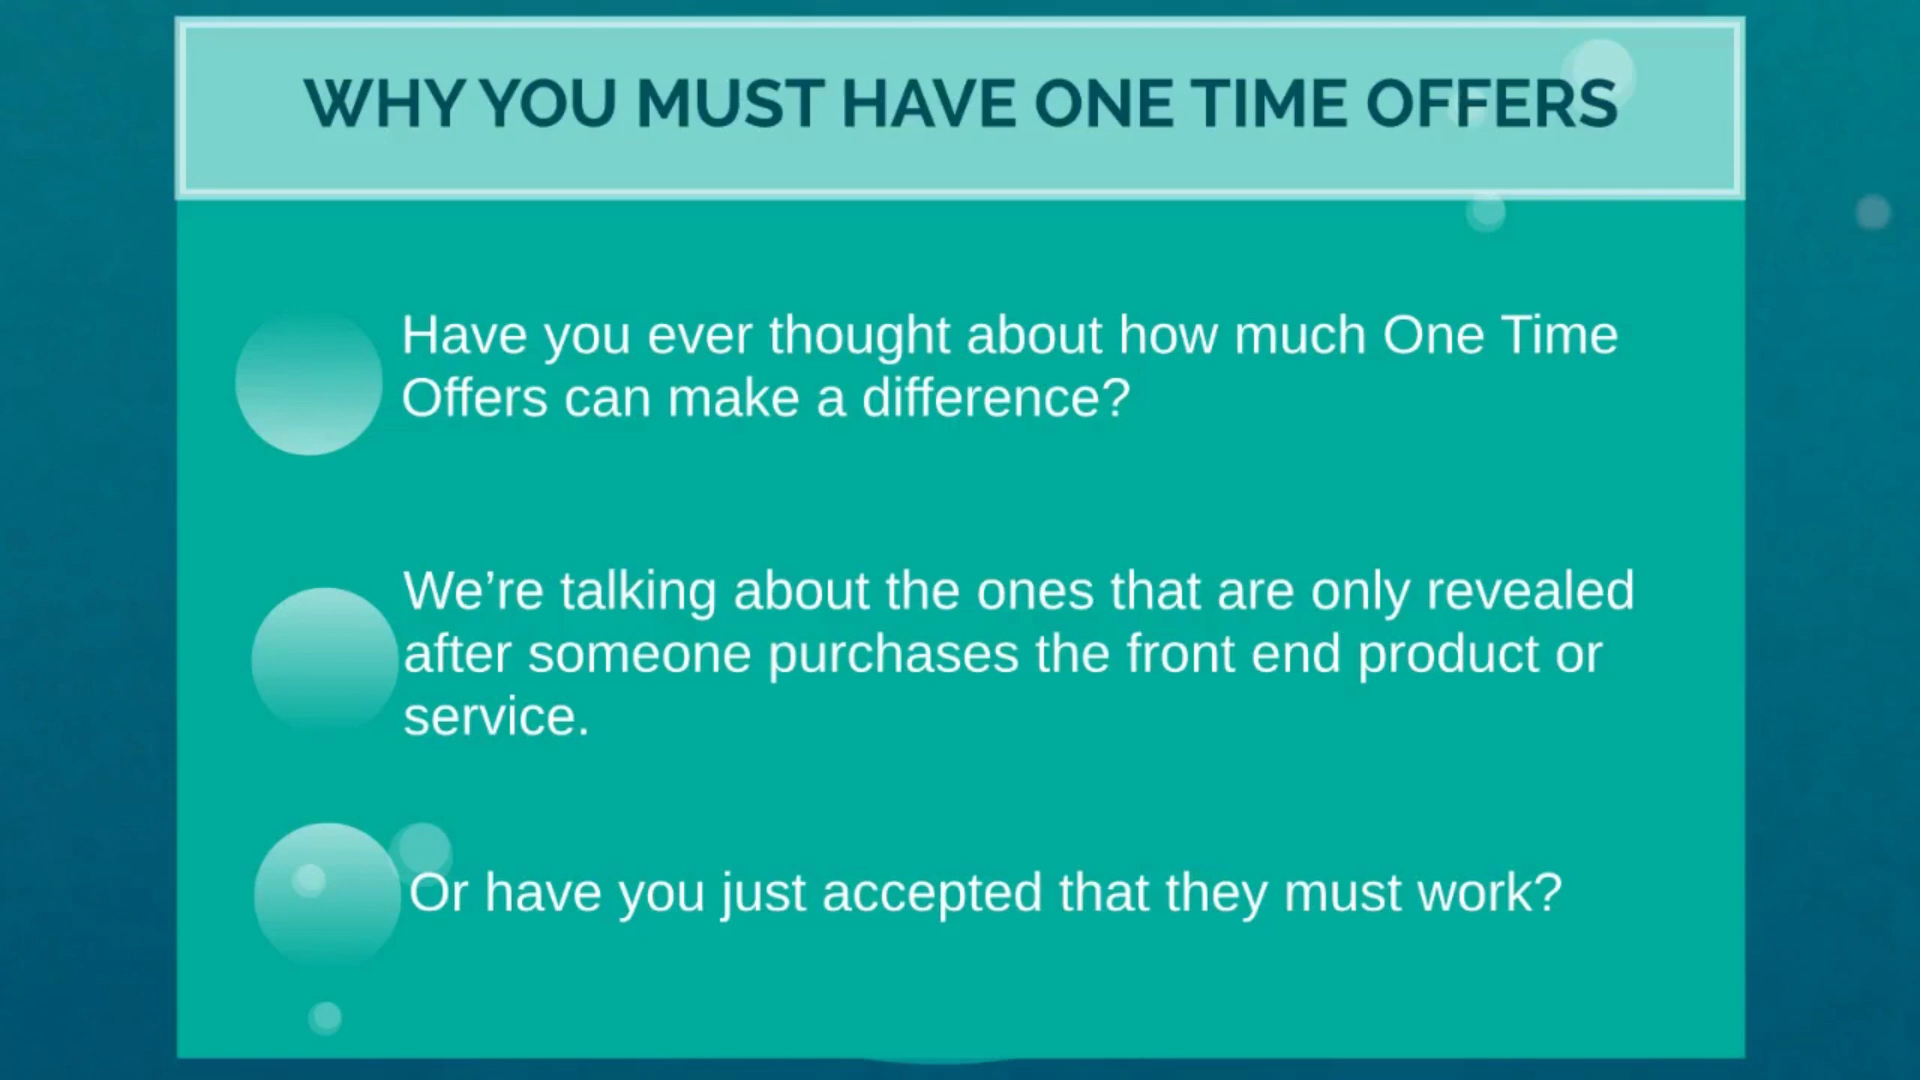 WHY YOU MUST HAVE ONE TIME OFFERS
Have you ever thought about how much One Time
Offers can make a difference?
We’re talking about the ones that are only revealed
after someone purchases the front end product or
service.
Or have you just accepted that they must work?